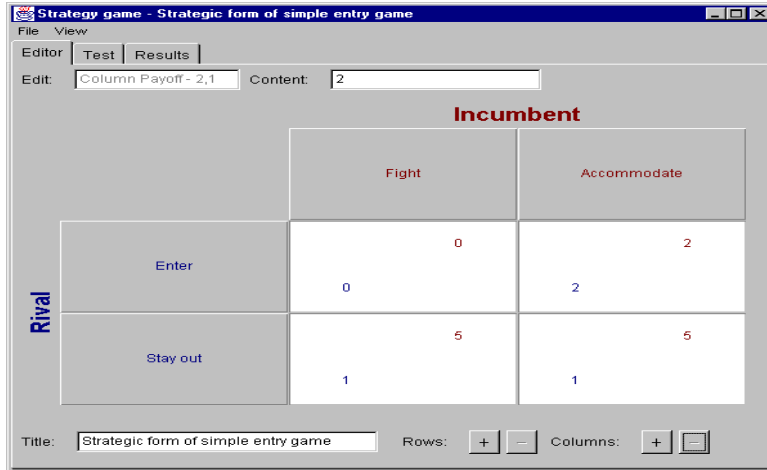 Strategy game - Strategic form of simple entry game
File View
Editor Test Results
Edit: Column Payoff - 2,1 Content: 2
Incumbent
Fight Accommodate
Rival
Enter
0 2
0 2
Stay out
5 5
1 1
Title: Strategic form of simple entry game Rows: + - Columns: + -